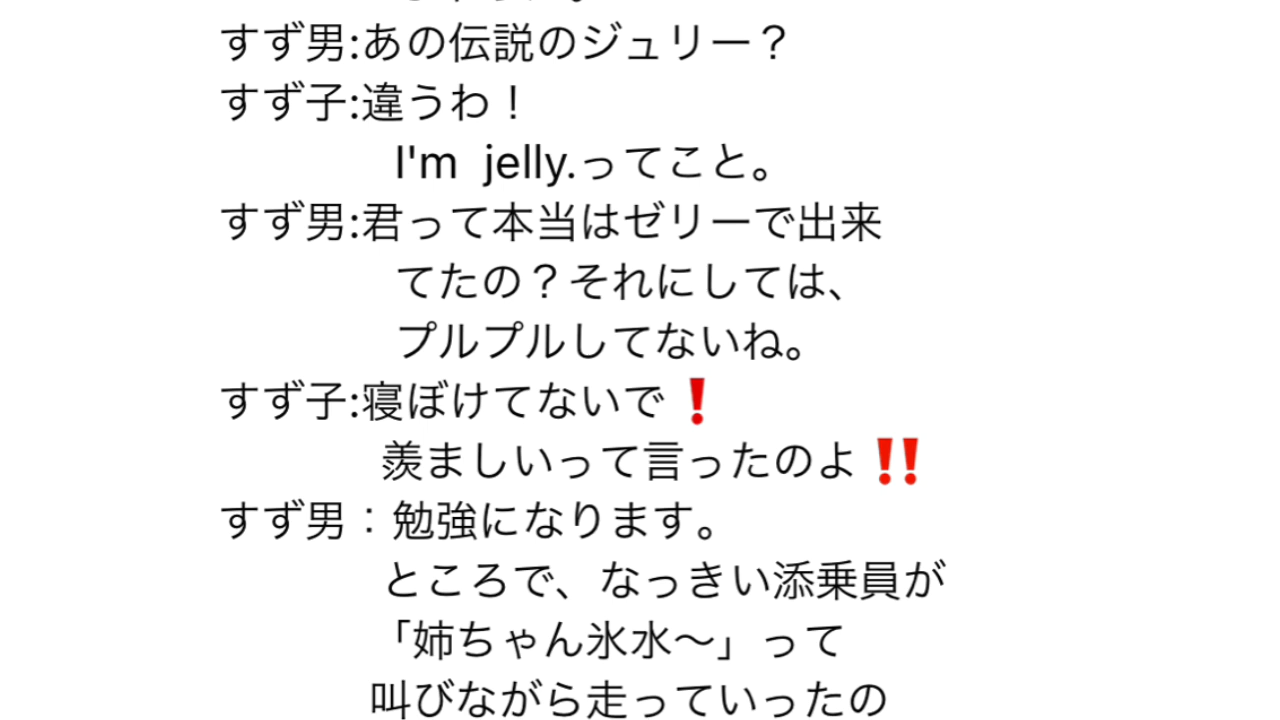 すず男:あの伝説のジュリー？
すず子:違うわ！
I'm jelly.ってこと。
すず男:君って本当はゼリーで出来
てたの？それにしては、
プルプルしてないね。
すず子:寝ぼけてないで❗
羨ましいって言ったのよ‼️
すず男：勉強になります。
ところで、なっきい添乗員が
「姉ちゃん氷水〜」って
叫びながら走っていったの